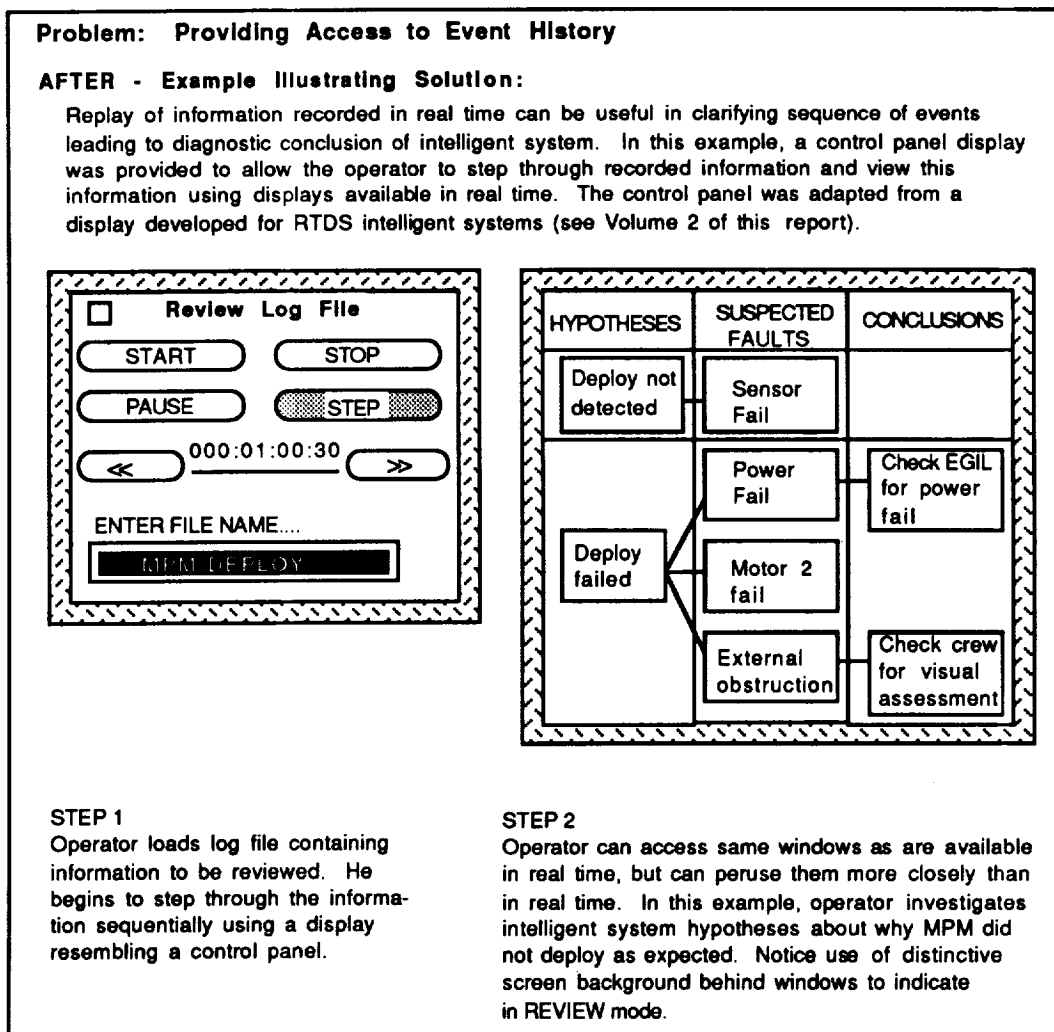 Problem: Providing Access to Event History
AFTER - Example Illustrating Solution:
Replay of information recorded in real time can be useful in clarifying sequence of events
leading to diagnostic conclusion of intelligent system. In this example, a control panel display
was provided to allow the operator to step through recorded information and view this
information using displays available in real time. The control panel was adapted from a
display developed for RTDS intelligent systems (see Volume 2 of this report).
Review Log File
START
STOP
PAUSE
STEP
<<
000:01:00:30
>>
ENTER FILE NAME....
MPM DEPLOY
HYPOTHESES
SUSPECTED
FAULTS
CONCLUSIONS
Deploy not
detected
Sensor
Fail
Deploy
failed
Power
Fail
Check EGIL
for power
fail
Motor 2
fail
External
obstruction
Check crew
for visual
assessment
STEP 1
Operator loads log file containing
information to be reviewed. He
begins to step through the informa-
tion sequentially using a display
resembling a control panel.
STEP 2
Operator can access same windows as are available
in real time, but can peruse them more closely than
in real time. In this example, operator investigates
intelligent system hypotheses about why MPM did
not deploy as expected. Notice use of distinctive
screen background behind windows to indicate
in REVIEW mode.